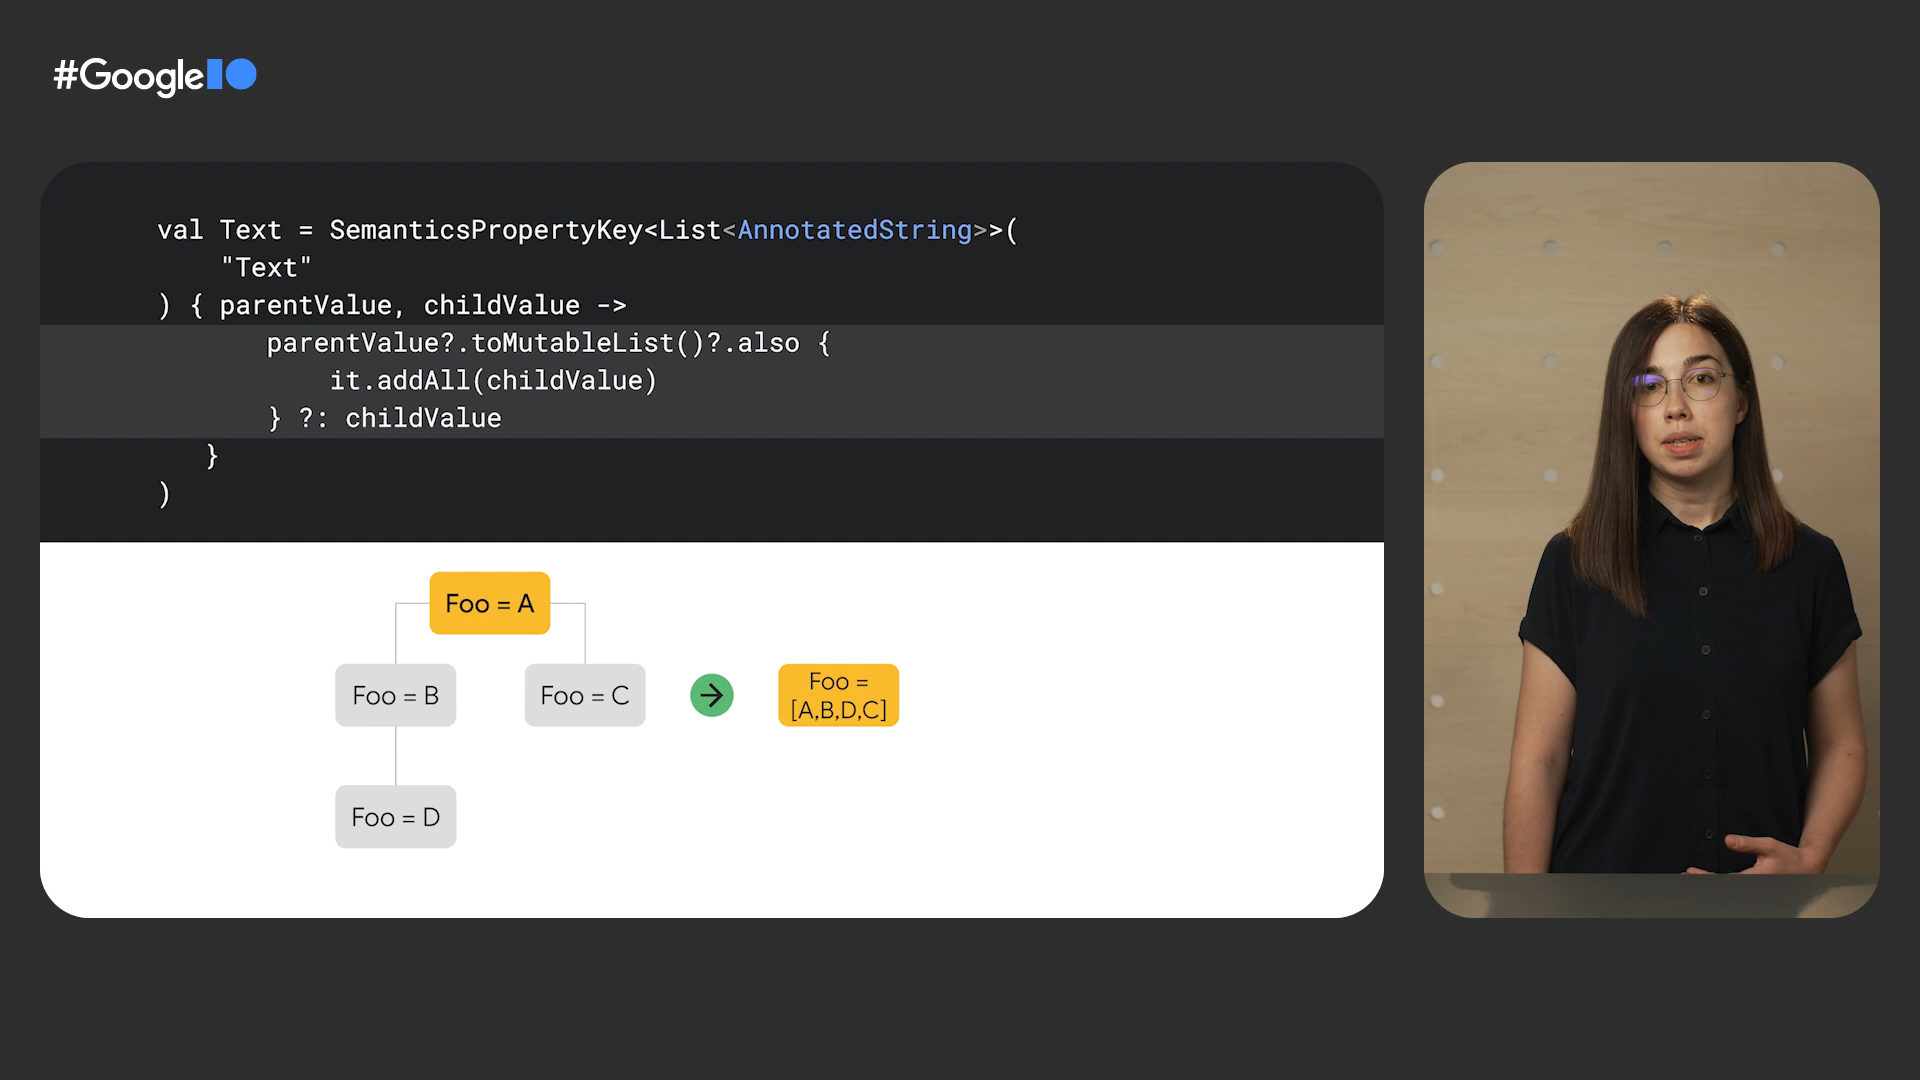 #GoogleIO
val Text = SemanticsPropertyKey<List<AnnotatedString>>(
"Text"
) { parentValue, childValue ->
parentValue?.toMutableList()?.also {
it.addAll(childValue)
} ?: childValue
}
)
Foo = A
Foo = B
Foo = C
Foo =
[A,B,D,C]
Foo = D